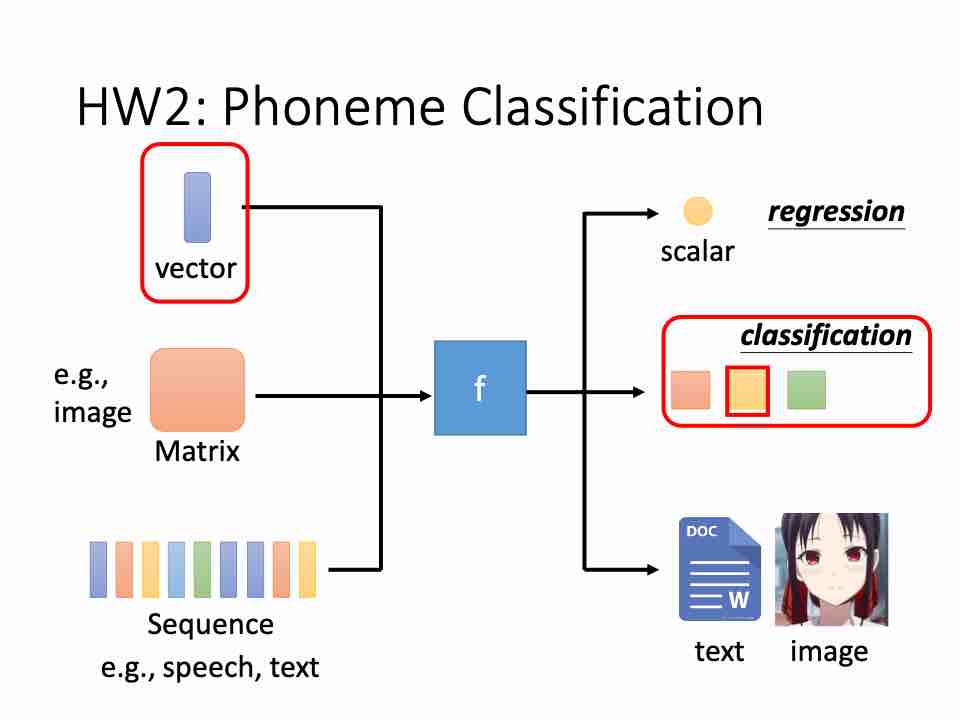 HW2: Phoneme Classification
vector
e.g.,
image
Matrix
Sequence
e.g., speech, text
f
scalar
regression
classification
DOC
W
text
image